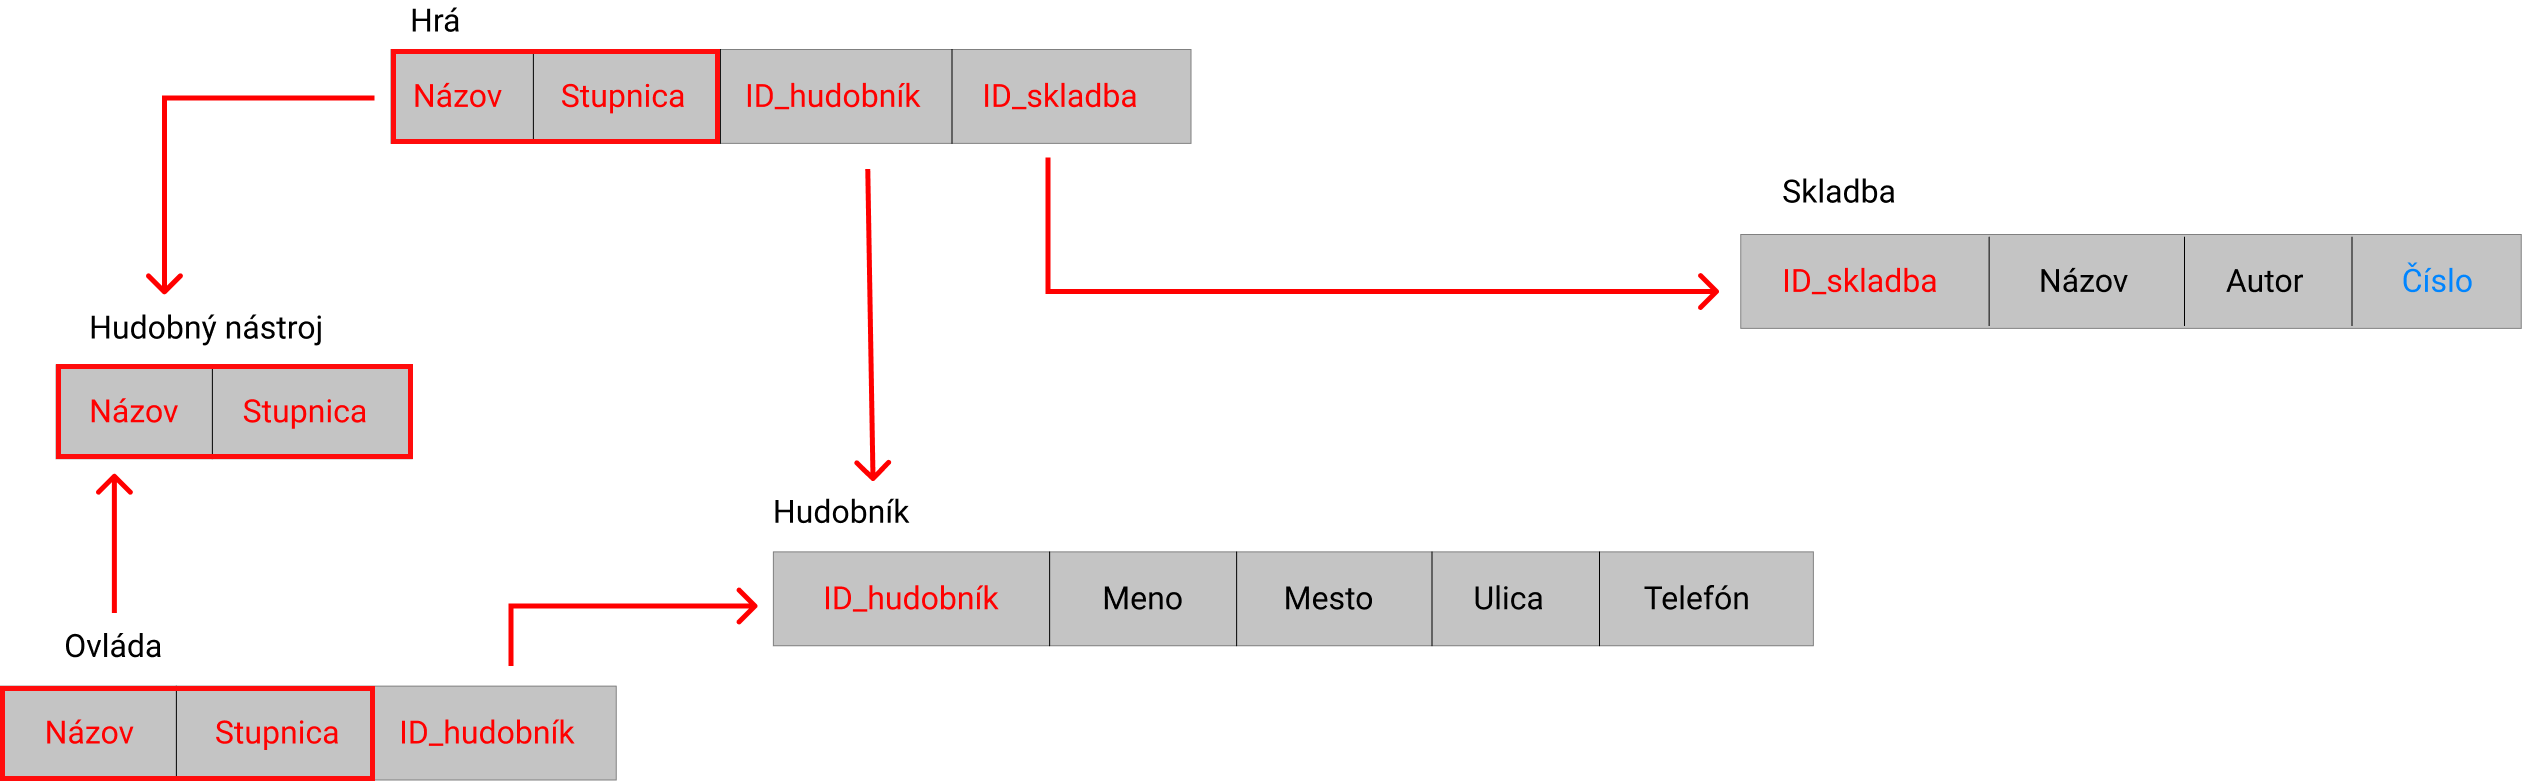 Hrá
Názov Stupnica ID_hudobník ID_skladba
Skladba
ID_skladba Názov Autor Číslo
Hudobný nástroj
Názov Stupnica
Hudobník
ID_hudobník Meno Mesto Ulica Telefón
Ovláda
Názov Stupnica ID_hudobník